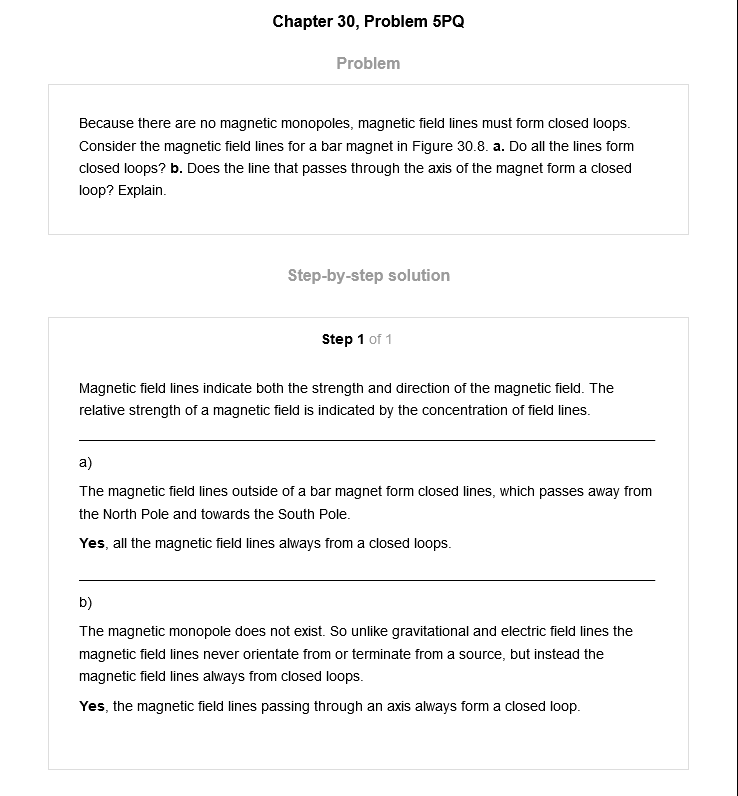 Chapter 30, Problem 5PQ
Problem
Because there are no magnetic monopoles, magnetic field lines must form closed loops.
Consider the magnetic field lines for a bar magnet in Figure 30.8. a. Do all the lines form
closed loops? b. Does the line that passes through the axis of the magnet form a closed
loop? Explain.
Step-by-step solution
Step 1 of 1
Magnetic field lines indicate both the strength and direction of the magnetic field. The
relative strength of a magnetic field is indicated by the concentration of field lines.
a)
The magnetic field lines outside of a bar magnet form closed lines, which passes away from
the North Pole and towards the South Pole.
Yes, all the magnetic field lines always from a closed loops.
b)
The magnetic monopole does not exist. So unlike gravitational and electric field lines the
magnetic field lines never orientate from or terminate from a source, but instead the
magnetic field lines always from closed loops.
Yes, the magnetic field lines passing through an axis always form a closed loop.